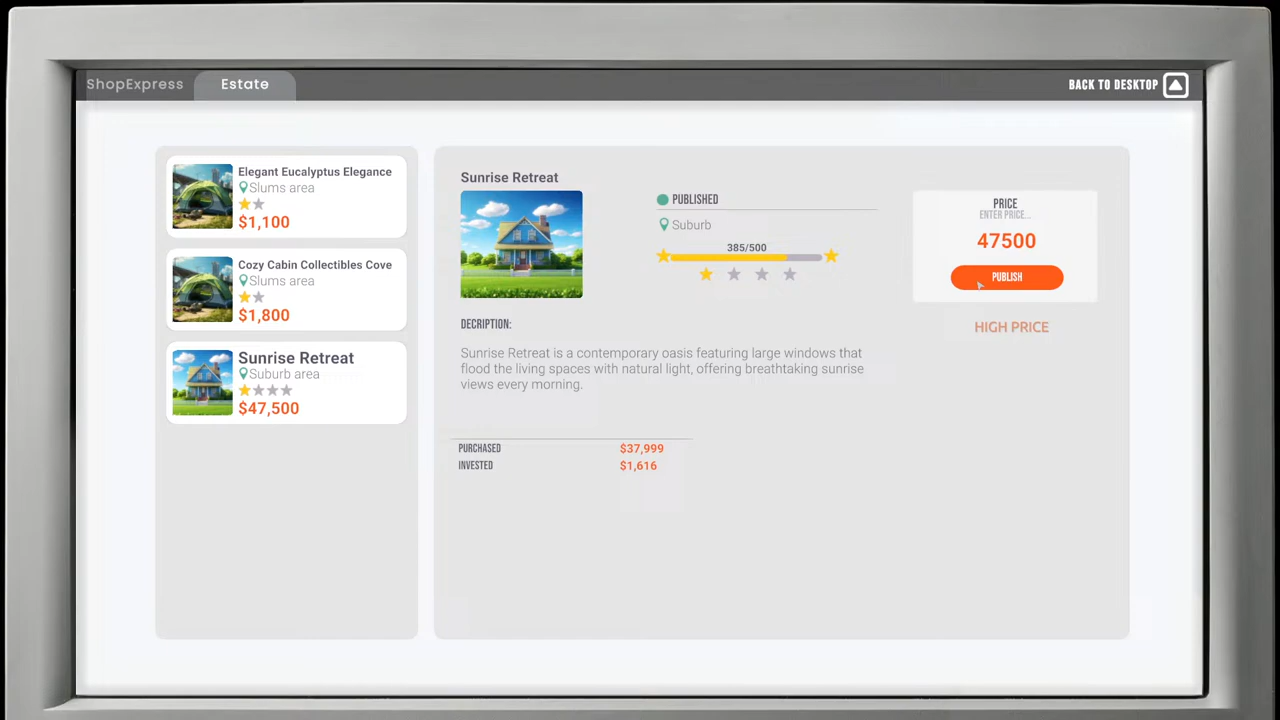 ShopExpress
Estate
BACK TO DESKTOP
Elegant Eucalyptus Elegance
Slums area
$1,100
Cozy Cabin Collectibles Cove
Slums area
$1,800
Sunrise Retreat
Suburb area
$47,500
Sunrise Retreat
PUBLISHED
Suburb
385/500
DECRIPTION:
Sunrise Retreat is a contemporary oasis featuring large windows that
flood the living spaces with natural light, offering breathtaking sunrise
views every morning.
PURCHASED $37,999
INVESTED $1,616
PRICE
ENTER PRICE...
47500
PUBLISH
HIGH PRICE